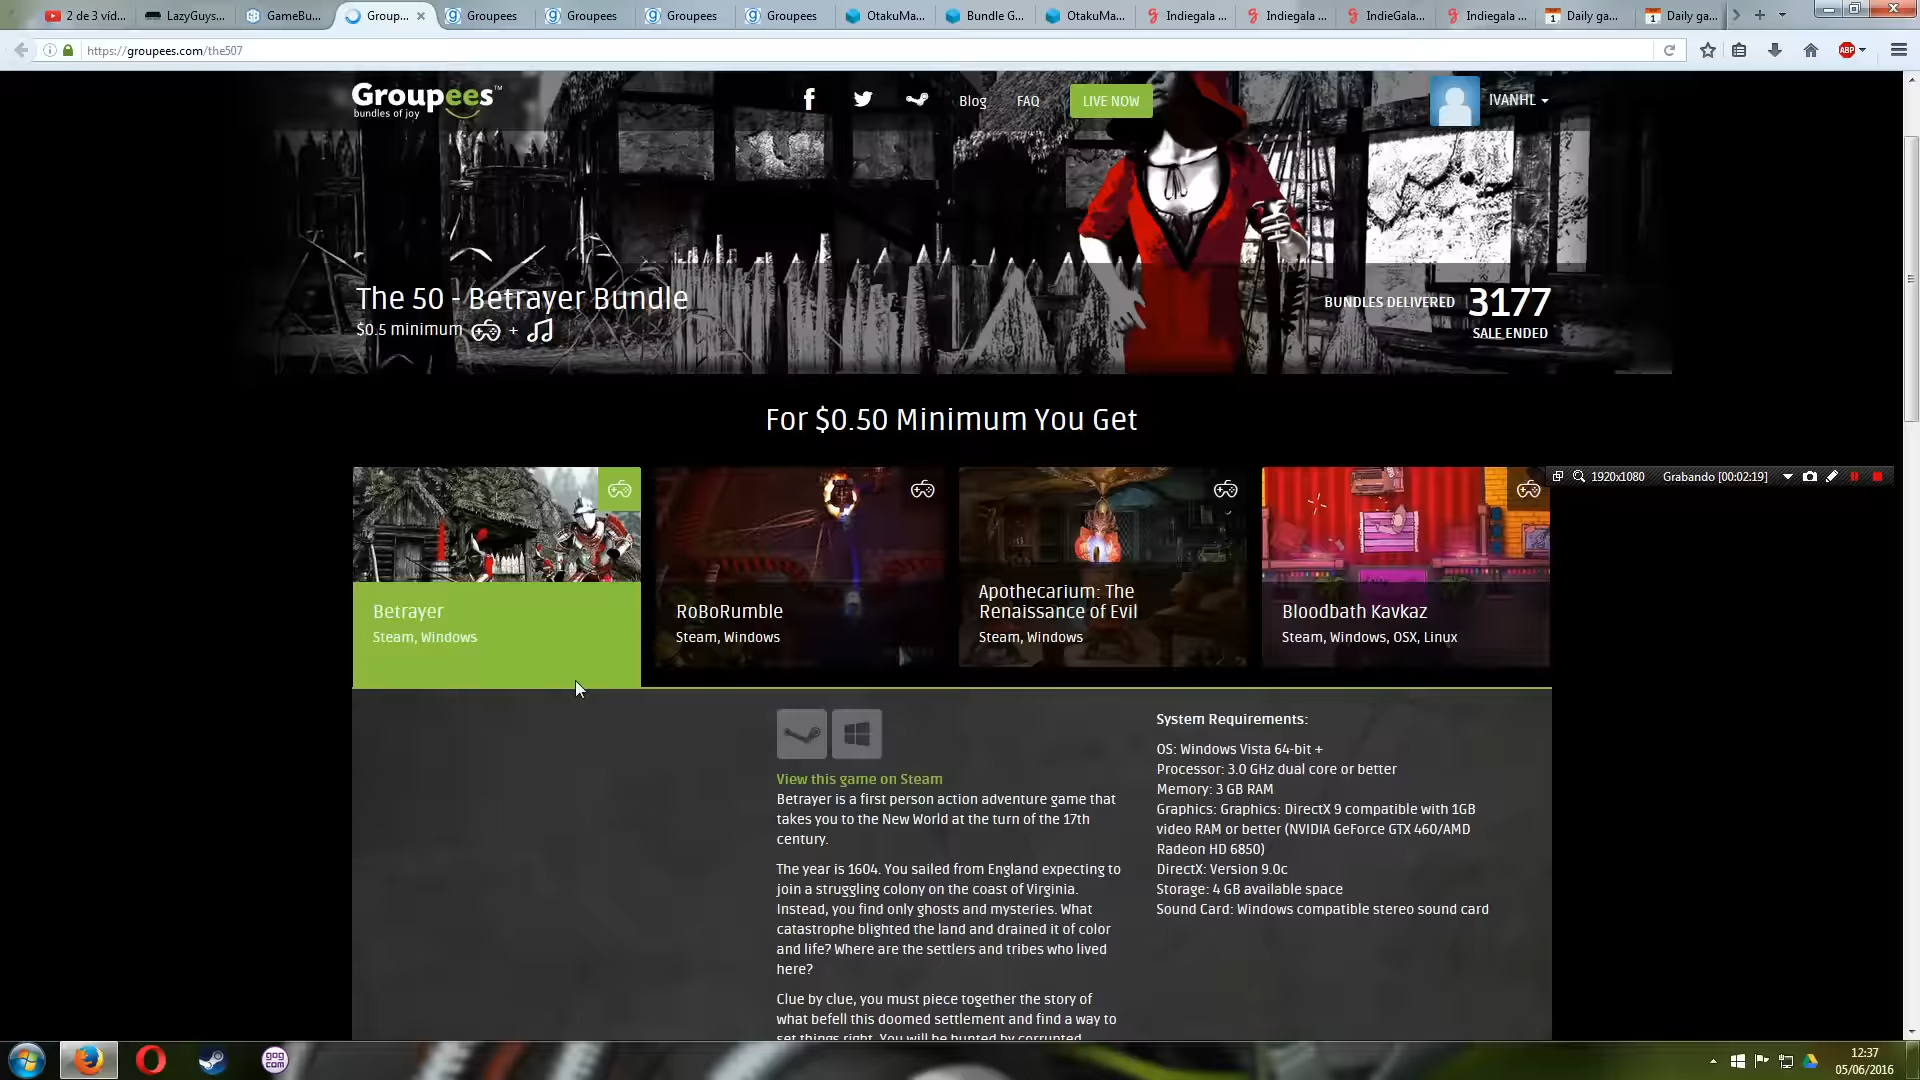 2 de 3 víd...
LazyGuys...
GameBu...
Group...
Groupees
Groupees
Groupees
Groupees
OtakuMa...
Bundle G...
OtakuMa...
Indiegala ...
Indiegala ...
IndieGala...
Indiegala ...
Daily ga...
Daily ga...
https://groupees.com/the507
ABP
Groupees™
bundles of joy
Blog
FAQ
LIVE NOW
IVANHL
The 50 - Betrayer Bundle
$0.5 minimum +
BUNDLES DELIVERED 3177
SALE ENDED
For $0.50 Minimum You Get
1920x1080 Grabando [00:02:19]
Betrayer
Steam, Windows
RoBoRumble
Steam, Windows
Apothecarium: The
Renaissance of Evil
Steam, Windows
Bloodbath Kavkaz
Steam, Windows, OSX, Linux
View this game on Steam
Betrayer is a first person action adventure game that
takes you to the New World at the turn of the 17th
century.
The year is 1604. You sailed from England expecting to
join a struggling colony on the coast of Virginia.
Instead, you find only ghosts and mysteries. What
catastrophe blighted the land and drained it of color
and life? Where are the settlers and tribes who lived
here?
Clue by clue, you must piece together the story of
what befell this doomed settlement and find a way to
set things right. You will be hunted by corrupted
System Requirements:
OS: Windows Vista 64-bit +
Processor: 3.0 GHz dual core or better
Memory: 3 GB RAM
Graphics: Graphics: DirectX 9 compatible with 1GB
video RAM or better (NVIDIA GeForce GTX 460/AMD
Radeon HD 6850)
DirectX: Version 9.0c
Storage: 4 GB available space
Sound Card: Windows compatible stereo sound card
gog
com
12:37
05/06/2016